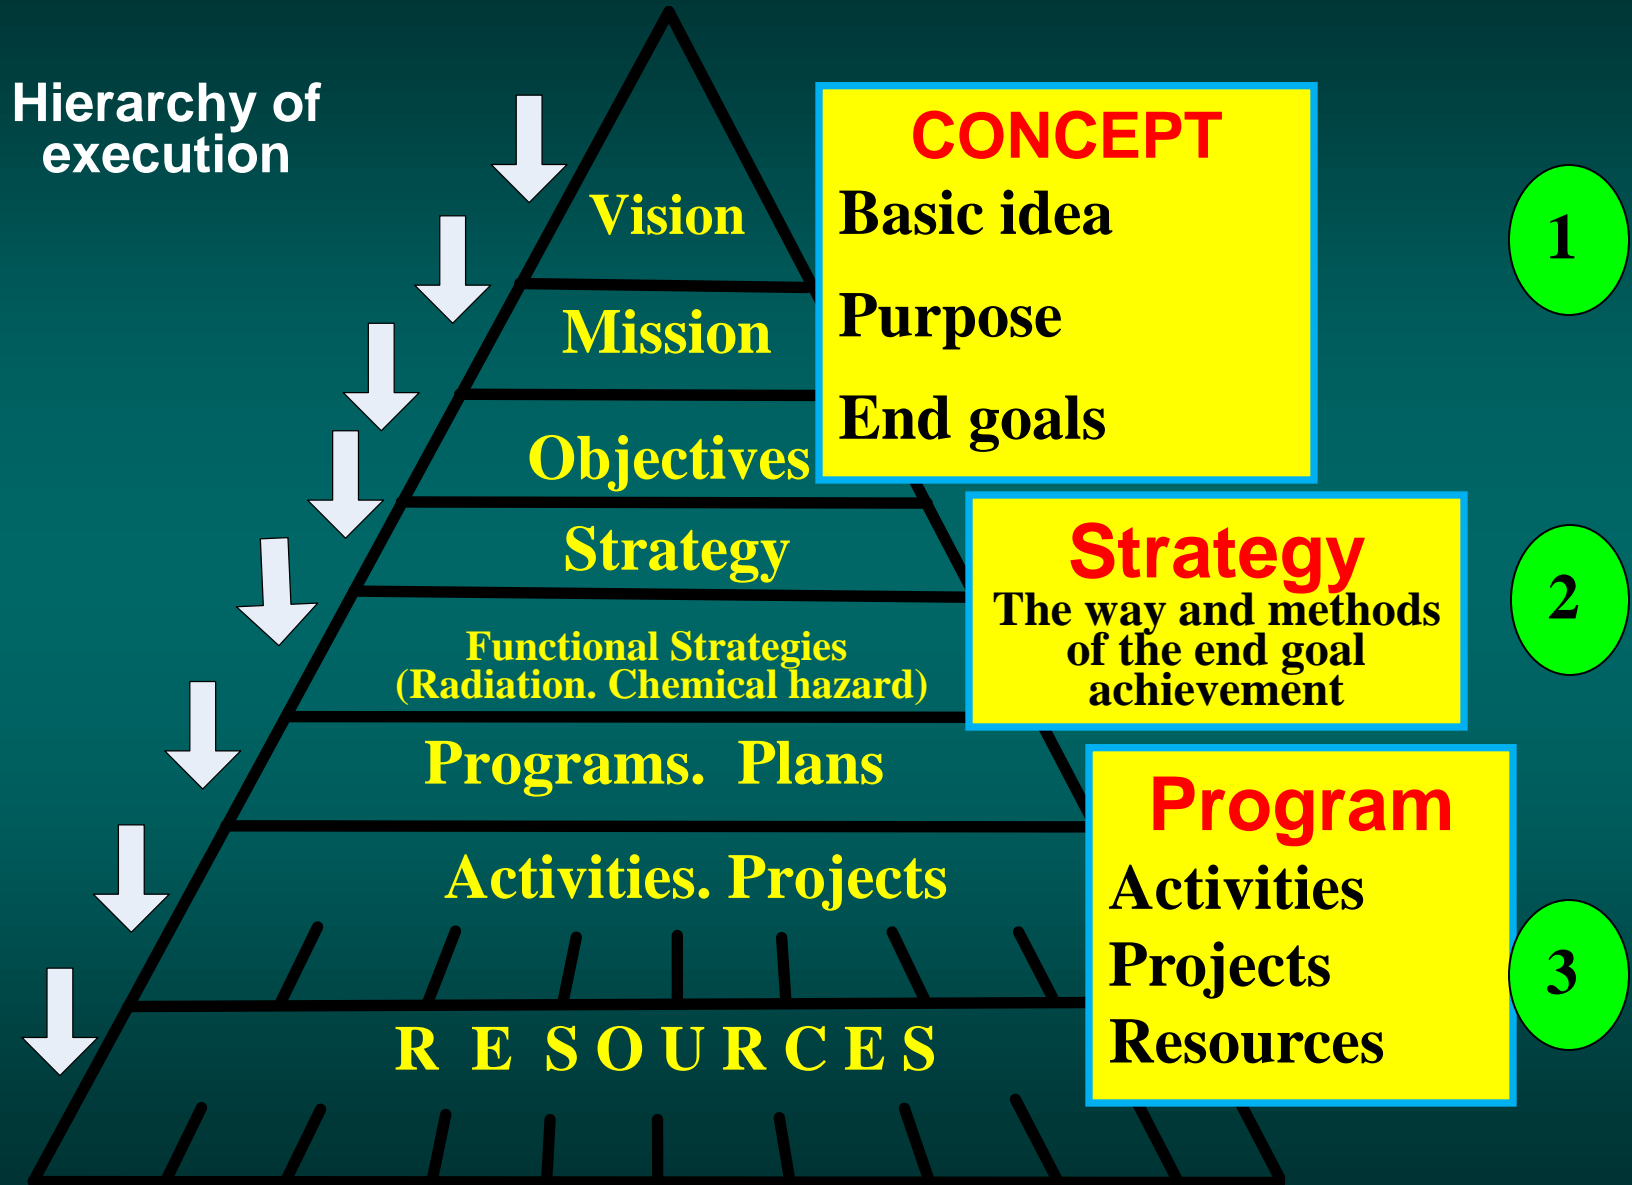 Hierarchy of
execution
Vision
Mission
Objectives
Strategy
Functional Strategies
(Radiation. Chemical hazard)
Programs. Plans
Activities. Projects
R E S O U R C E S
CONCEPT
Basic idea
Purpose
End goals
1
Strategy
The way and methods
of the end goal
achievement
2
Program
Activities
Projects
Resources
3